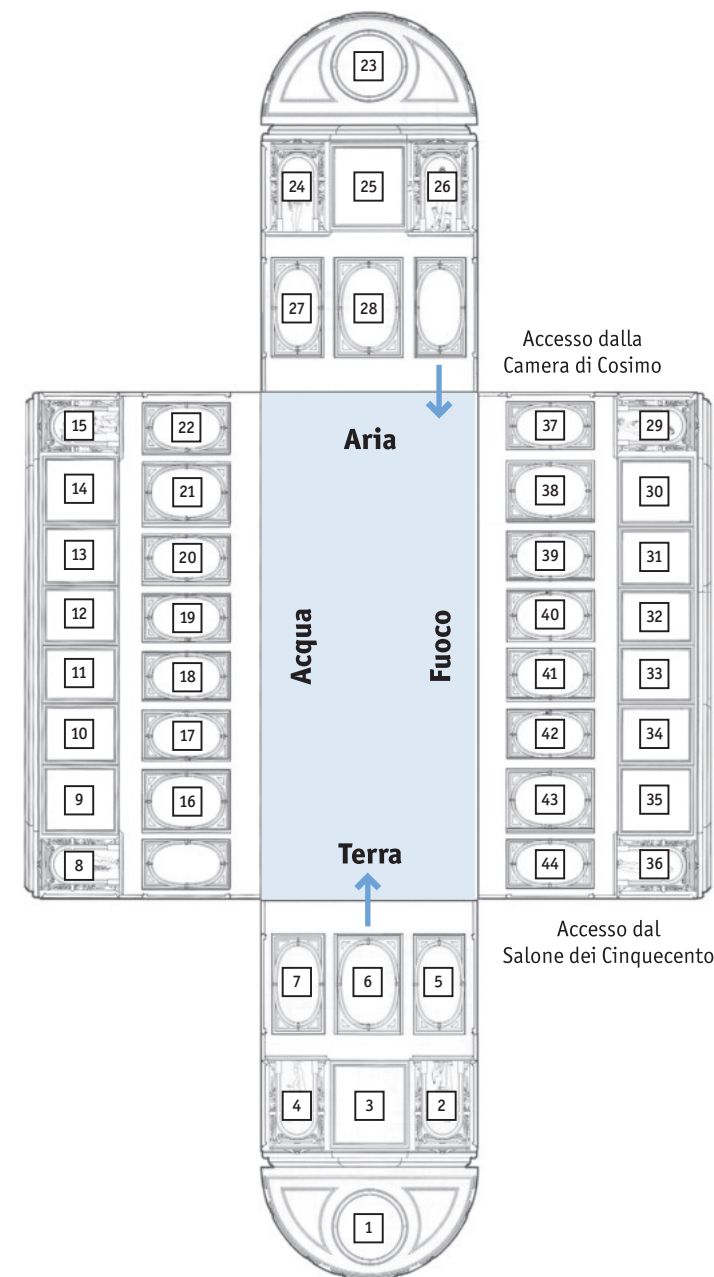 23
24 25 26
27 28
Accesso dalla
Camera di Cosimo
15 22 Aria 37 29
14 21 38 30
13 20 39 31
12 19 40 32
11 18 Acqua Fuoco 41 33
10 17 42 34
9 16 43 35
8 Terra 44 36
Accesso dal
Salone dei Cinquecento
7 6 5
4 3 2
1